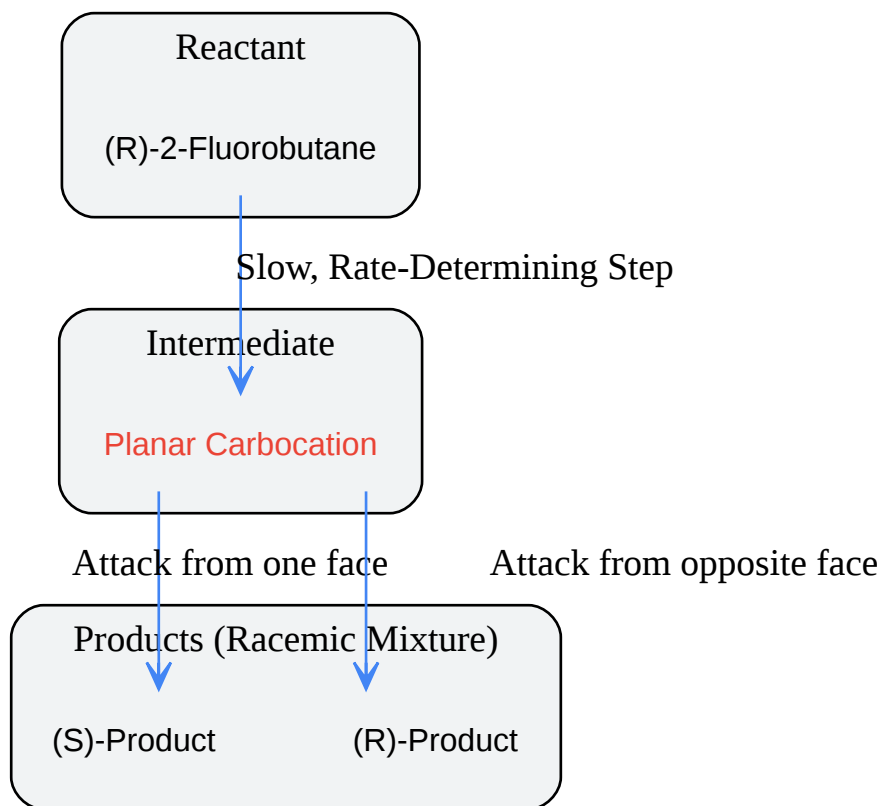 Reactant
(R)-2-Fluorobutane
Slow, Rate-Determining Step
Intermediate
Planar Carbocation
Attack from one face
Attack from opposite face
Products (Racemic Mixture)
(S)-Product
(R)-Product